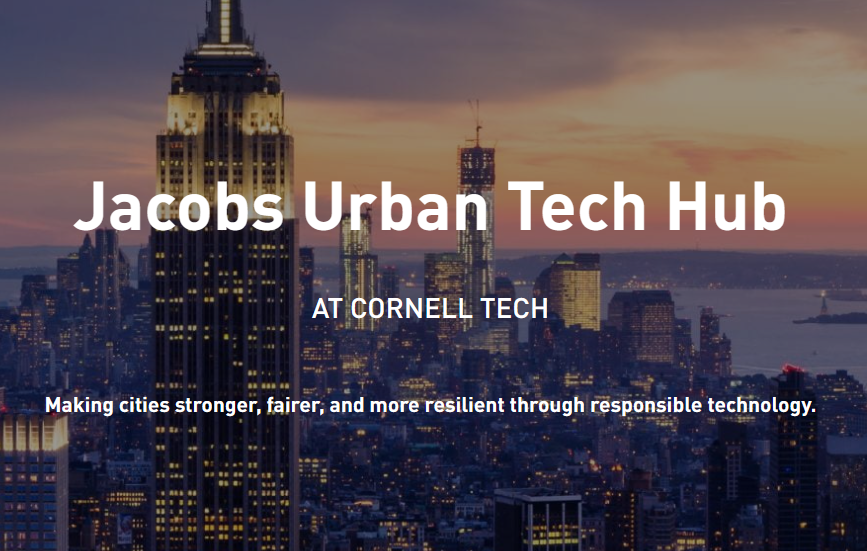 Jacobs Urban Tech Hub
AT CORNELL TECH
Making cities stronger, fairer, and more resilient through responsible technology.